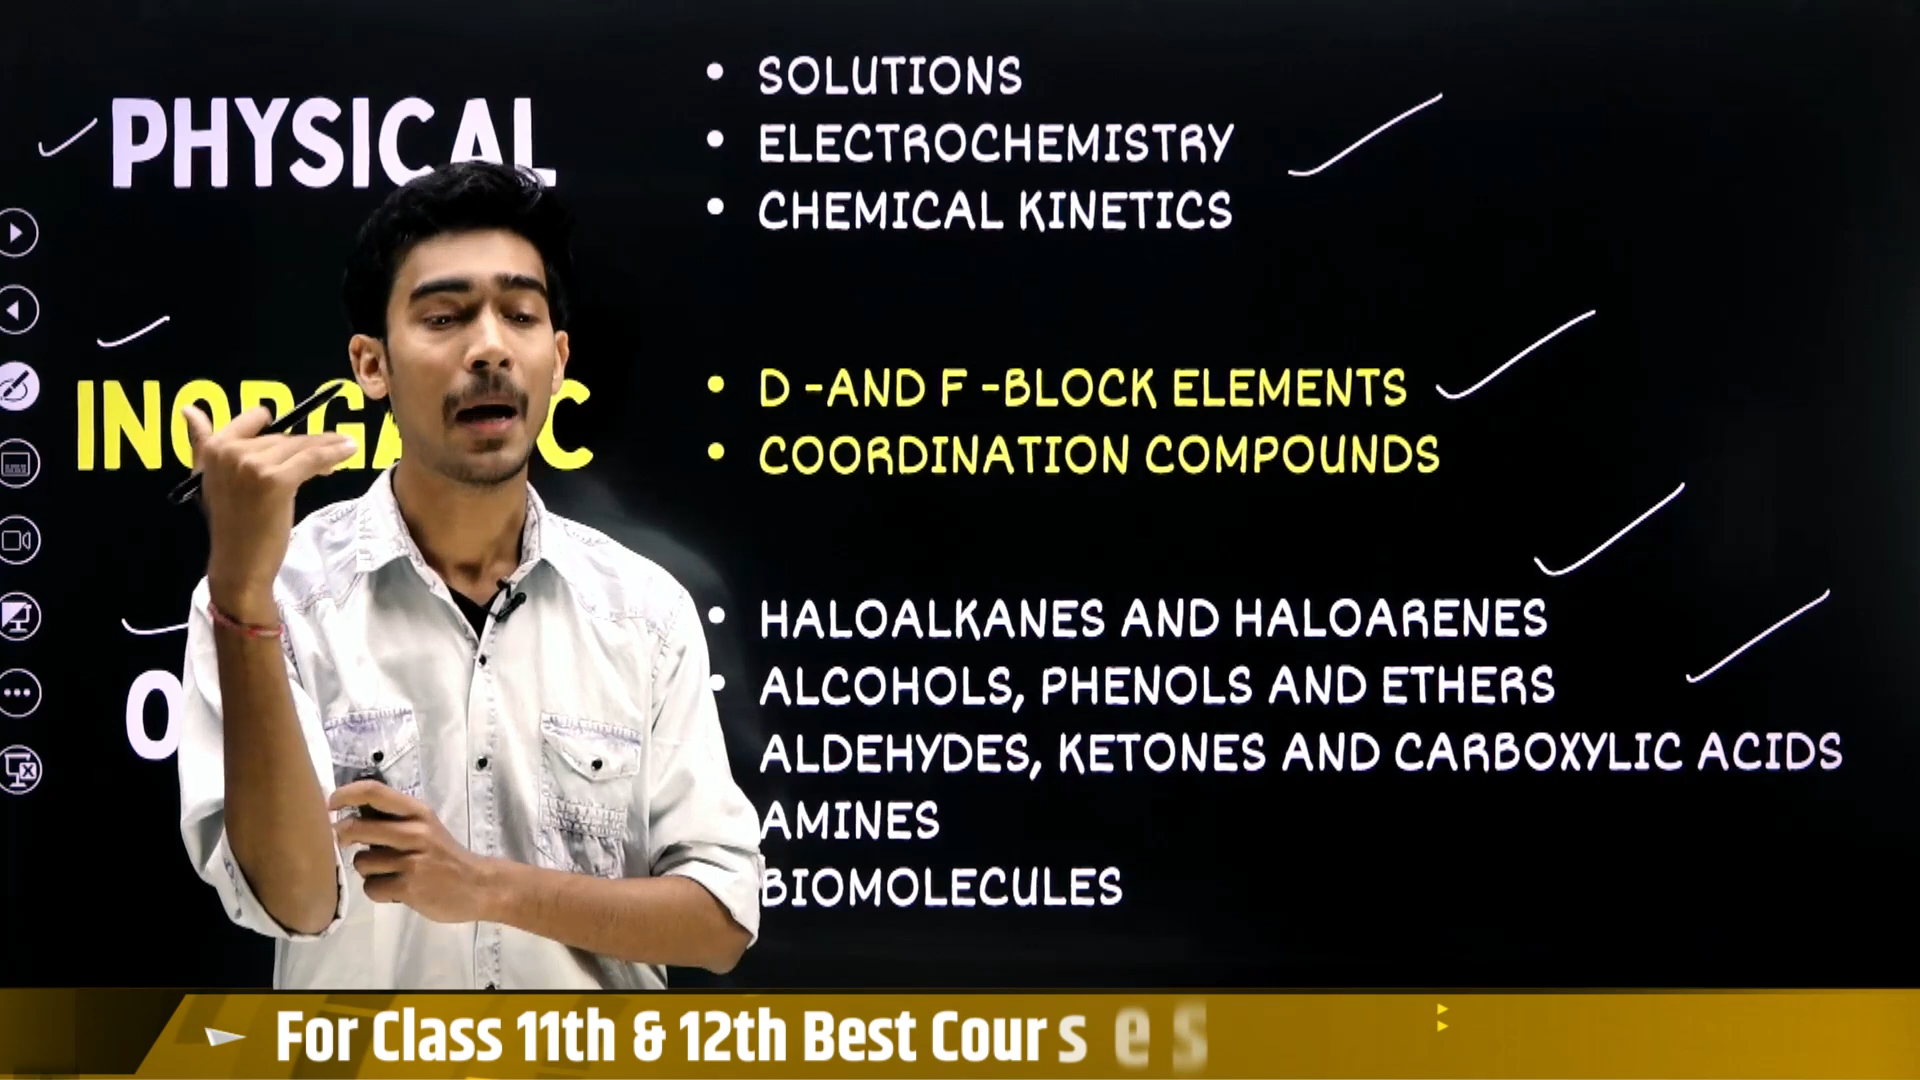 PHYSICAL
SOLUTIONS
ELECTROCHEMISTRY
CHEMICAL KINETICS
D -AND F -BLOCK ELEMENTS
COORDINATION COMPOUNDS
HALOALKANES AND HALOARENES
ALCOHOLS, PHENOLS AND ETHERS
ALDEHYDES, KETONES AND CARBOXYLIC ACIDS
AMINES
BIOMOLECULES
For Class 11th & 12th Best Courses